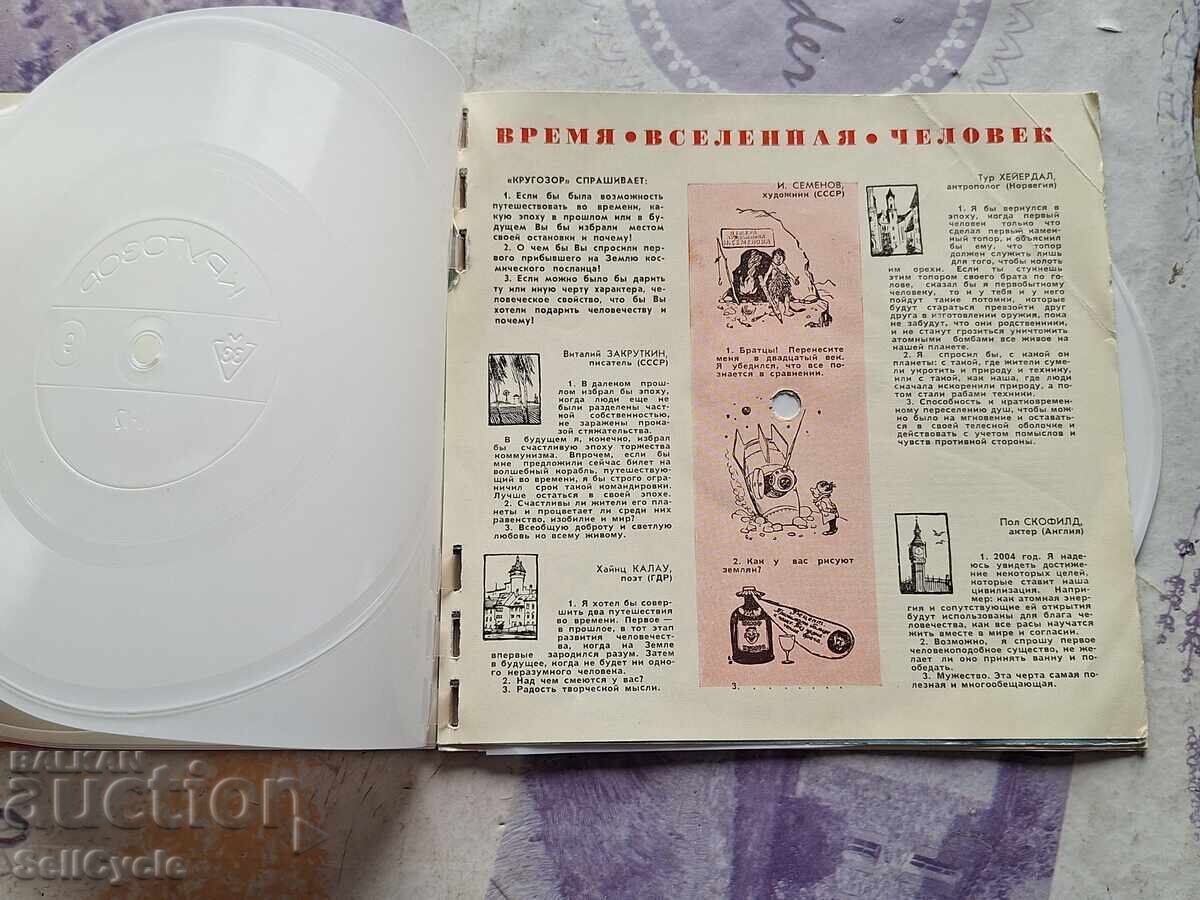 ВРЕМЯ • ВСЕЛЕННАЯ • ЧЕЛОВЕК
«КРУГОЗОР» СПРАШИВАЕТ:
1. Если бы была возможность
путешествовать во времени, ка-
кую эпоху в прошлом или в бу-
дущем Вы бы избрали местом
своей остановки и почему!
2. О чем бы Вы спросили пер-
вого прибывшего на Землю кос-
мического посланца!
3. Если можно было бы дарить
ту или иную черту характера, че-
ловеческое свойство, что бы Вы
хотели подарить человечеству и
почему!
Виталий ЗАКРУТКИН,
писатель (СССР)
1. В далеком прош-
лом избрал бы эпоху,
когда люди еще не
были разделены част-
ной собственностью,
не заражены прока-
зой стяжательства.
В будущем я, конечно, избрал
бы счастливую эпоху торжества
коммунизма. Впрочем, если бы
мне предложили сейчас билет на
волшебный корабль, путешествую-
щий во времени, я бы строго огра-
ничил срок такой командировки.
Лучше остаться в своей эпохе.
2. Счастливы ли жители его пла-
неты и процветает ли среди них
равенство, изобилие и мир?
3. Всеобщую доброту и светлую
любовь ко всему живому.
Хайнц КАЛАУ,
поэт (ГДР)
1. Я хотел бы совер-
шить два путешествия
во времени. Первое —
в прошлое, в тот этап
развития человечест-
ва, когда на Земле
впервые зародился разум. Затем
в будущее, когда не будет ни одно-
го неразумного человека.
2. Над чем смеются у вас?
3. Радость творческой мысли.
И. СЕМЕНОВ,
художник (СССР)
ПЕЩЕРА
ХУДОЖНИКА
И. СЕМЕНОВА
1. Братцы! Перенесите
меня в двадцатый век.
Я убедился, что все по-
знается в сравнении.
2. Как у вас рисуют
землян?
3. . . . . . . .
Тур ХЕЙЕРДАЛ,
антрополог (Норвегия)
1. Я бы вернулся в
эпоху, когда первый
человек только что
сделал первый камен-
ный топор, и объяснил
бы ему, что топор
должен служить лишь
для того, чтобы колоть
им орехи. Если ты стукнешь
этим топором своего брата по го-
лове, сказал бы я первобытному
человеку, то и у тебя и у него
пойдут такие потомки, которые
будут стараться превзойти друг
друга в изготовлении оружия, пока
не забудут, что они родственники,
и не станут грозиться уничтожить
атомными бомбами все живое на
нашей планете.
2. Я спросил бы, с какой он
планеты: с такой, где жители суме-
ли укротить и природу и технику,
или с такой, как наша, где люди
сначала искоренили природу, а по-
том стали рабами техники.
3. Способность к кратковремен-
ному переселению душ, чтобы мож-
но было на мгновение и оставать-
ся в своей телесной оболочке и
действовать с учетом помыслов и
чувств противной стороны.
Пол СКОФИЛД,
актер (Англия)
1. 2004 год. Я наде-
юсь увидеть достиже-
ние некоторых целей,
которые ставит наша
цивилизация. Напри-
мер: как атомная энер-
гия и сопутствующие ей открытия
будут использованы для блага че-
ловечества, как все расы научатся
жить вместе в мире и согласии.
2. Возможно, я спрошу первое
человекоподобное существо, не же-
лает ли оно принять ванну и по-
обедать.
3. Мужество. Эта черта самая по-
лезная и многообещающая.
КРУГОЗОР
BALKAN
auction
SellCycle